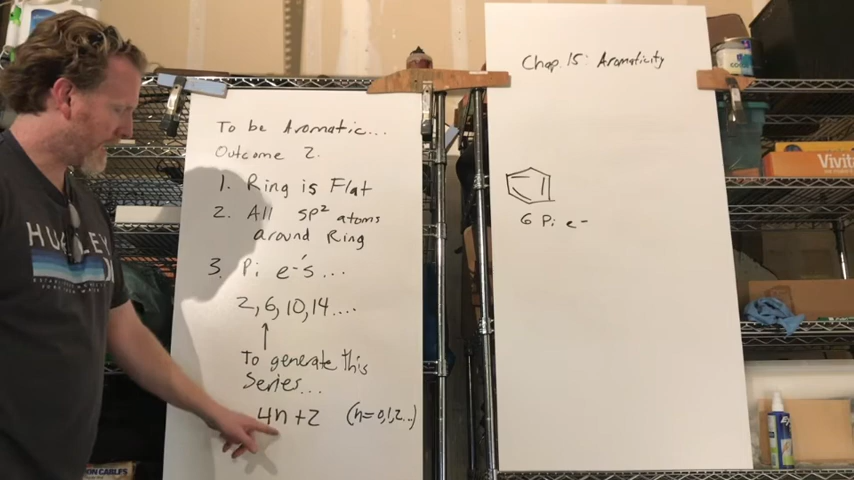 To be Aromatic...
Outcome 2.
1. Ring is Flat
2. All sp² atoms
around Ring
3. Pi e-'s...
2, 6, 10, 14....
To generate this
Series...
4n+2 (n=0,1,2...)
Chap. 15: Aromaticity
6 Pi e-
Vivit